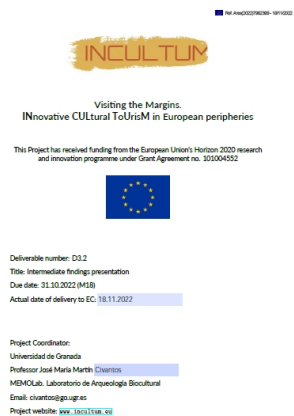 Ref. Ares(2022)7982369 - 18/11/2022
INCULTUM
Visiting the Margins.
INnovative CULtural ToUrisM in European peripheries
This Project has received funding from the European Union's Horizon 2020 research
and innovation programme under Grant Agreement no. 101004552
Deliverable number: D3.2
Title: Intermediate findings presentation
Due date: 31.10.2022 (M18)
Actual date of delivery to EC: 18.11.2022
Project Coordinator:
Universidad de Granada
Professor José María Martín Civantos
MEMOLab. Laboratorio de Arqueología Biocultural
Email: civantos@go.ugr.es
Project website: www.incultum.eu